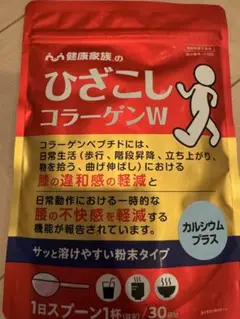 健康家族の
ひざこし
コラーゲンW
コラーゲンペプチドには、
日常生活(歩行、階段昇降、立ち上がり、
物を拾う、曲げ伸ばし)における
膝の違和感の軽減と
日常動作における一時的な
腰の不快感を軽減する
機能が報告されています。
カルシウム
プラス
サッと溶けやすい粉末タイプ
1日スプーン1杯
/30